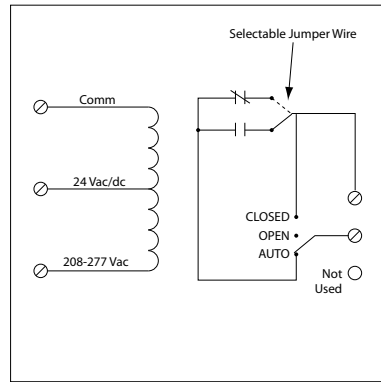 Selectable Jumper Wire
Comm
24 Vac/dc
208-277 Vac
CLOSED
OPEN
AUTO
Not
Used